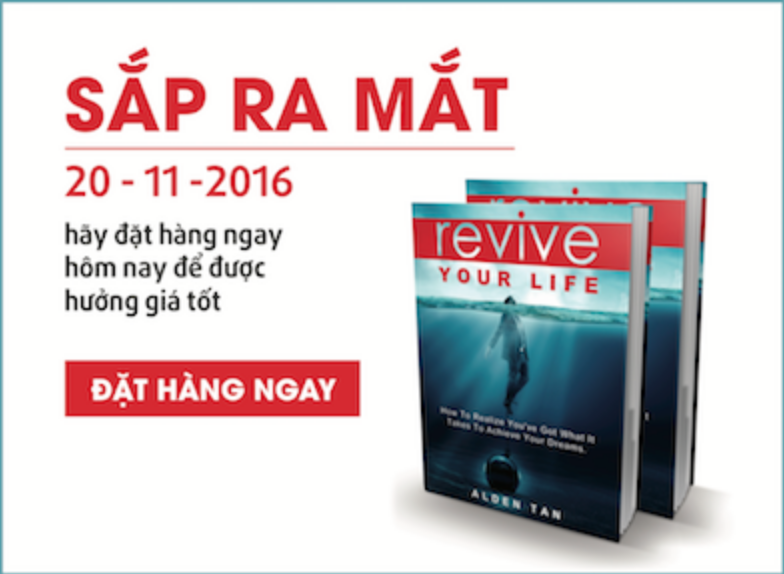 SẮP RA MẮT
20 - 11 -2016
hãy đặt hàng ngay
hôm nay để được
hưởng giá tốt
ĐẶT HÀNG NGAY
revive
YOUR LIFE
How To Realize You've Got What It
Takes To Achieve Your Dreams.
ALDEN TAN